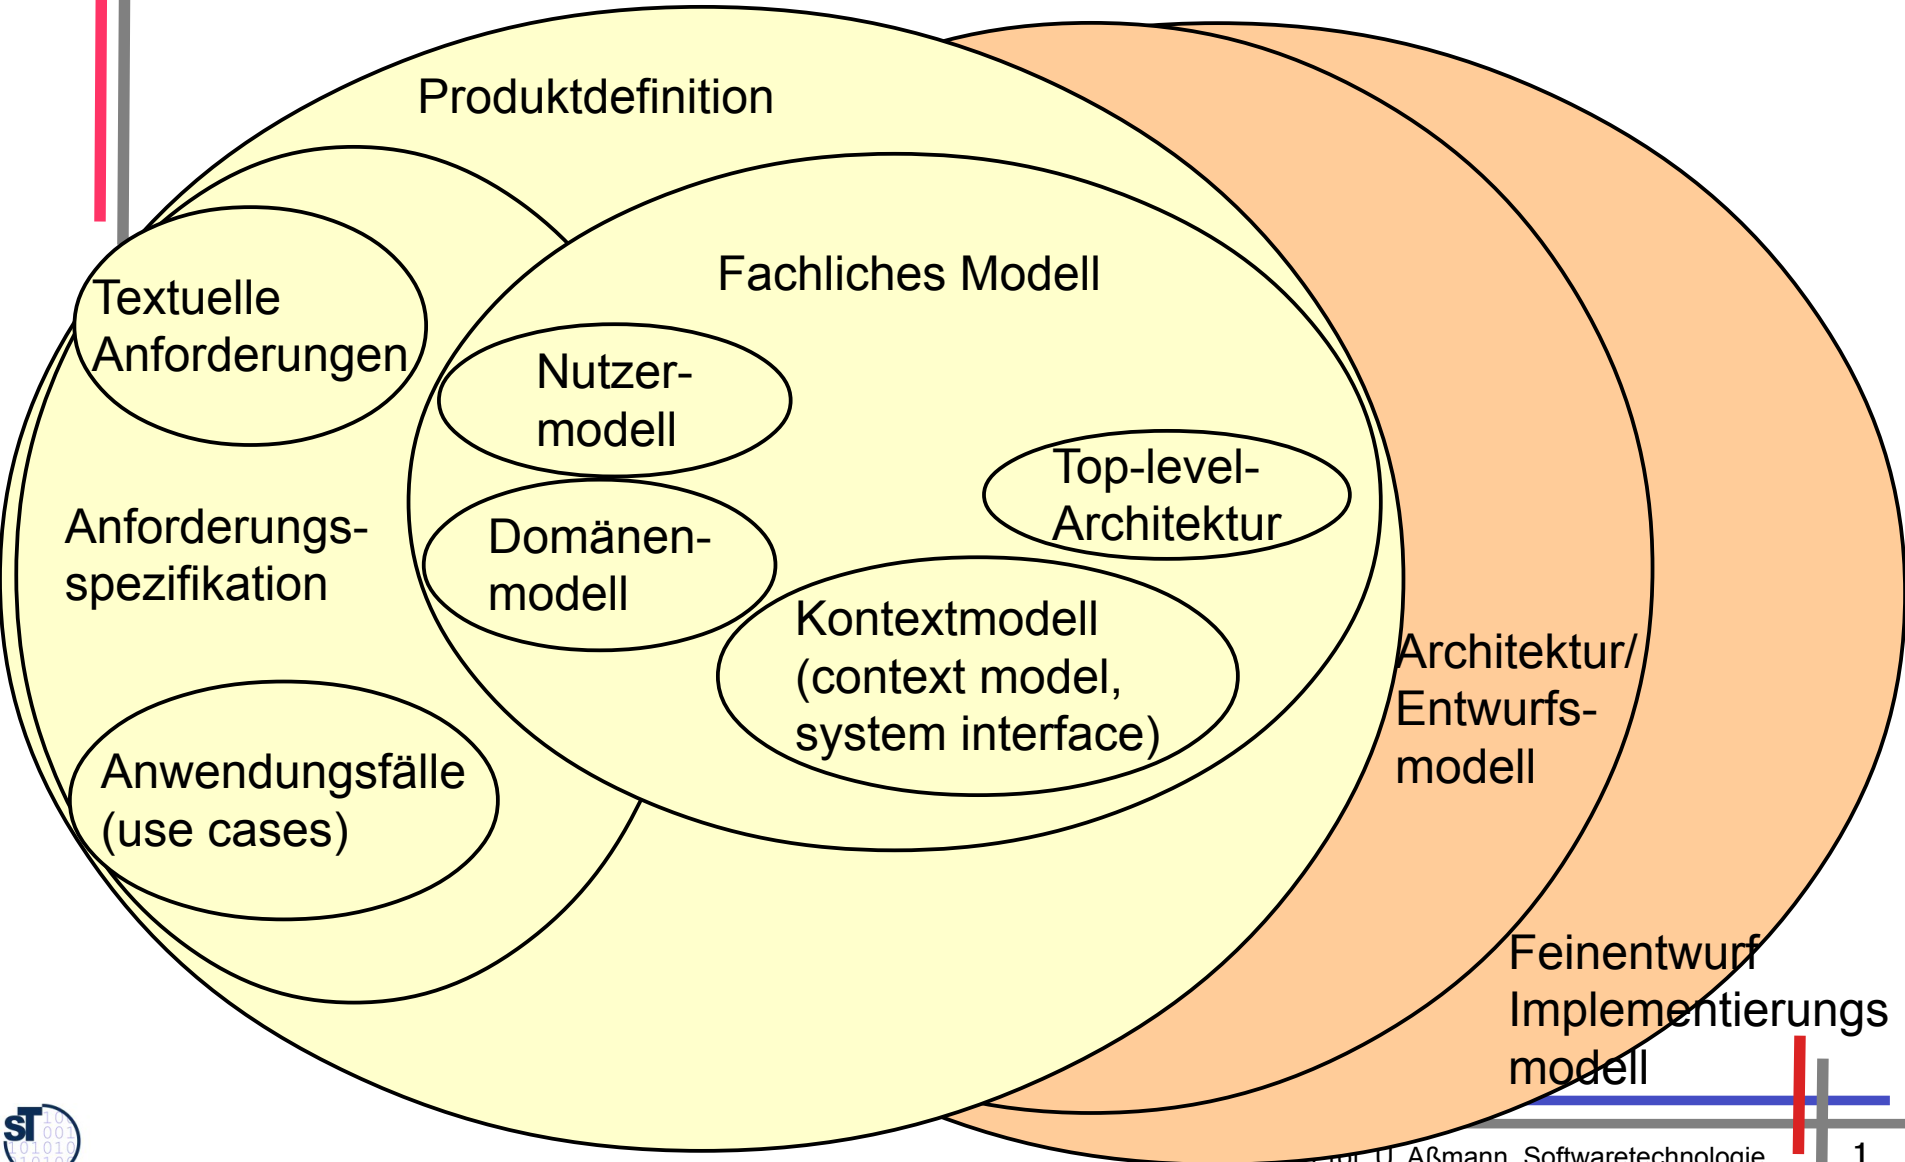 Produktdefinition
Fachliches Modell
Textuelle
Anforderungen
Nutzer-
modell
Top-level-
Architektur
Anforderungs-
spezifikation
Domänen-
modell
Kontextmodell
(context model,
system interface)
Architektur/
Entwurfs-
modell
Anwendungsfälle
(use cases)
Feinentwurf
Implementierungs
modell
sT
U. Aßmann, Softwaretechnologie
1